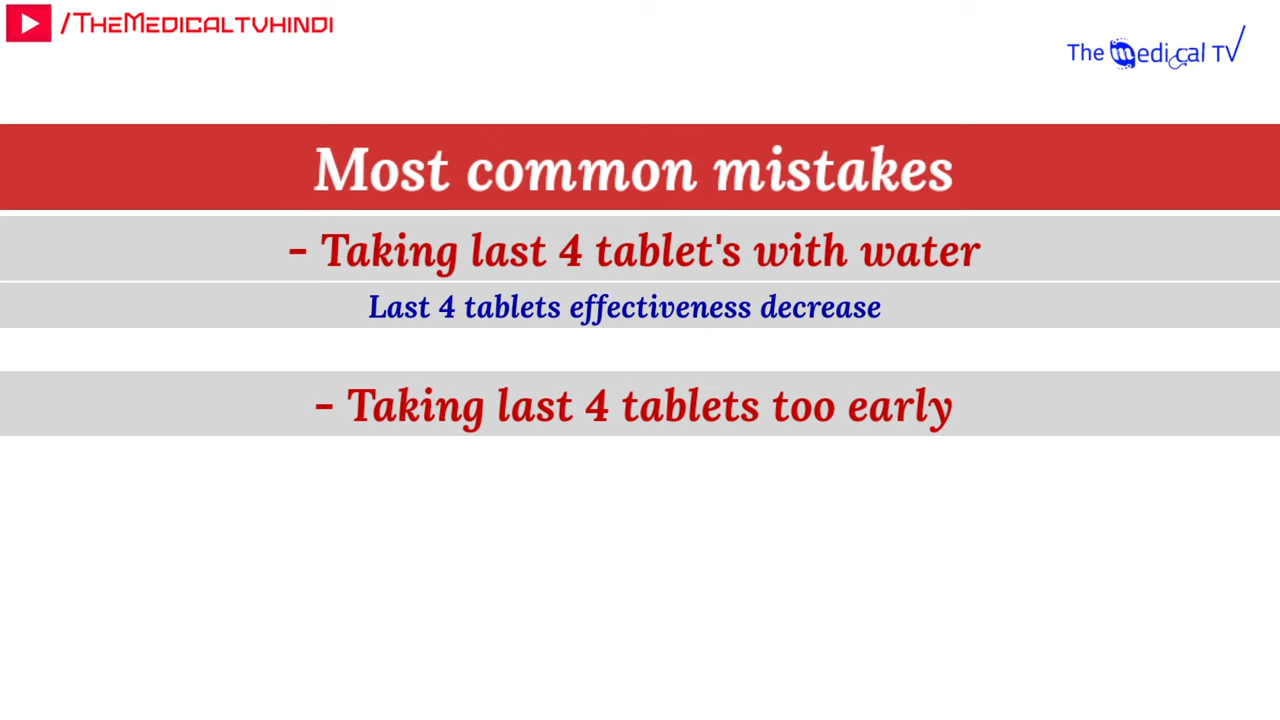 /TheMedicaltvhindi
The Medical TV
Most common mistakes
- Taking last 4 tablet's with water
Last 4 tablets effectiveness decrease
- Taking last 4 tablets too early